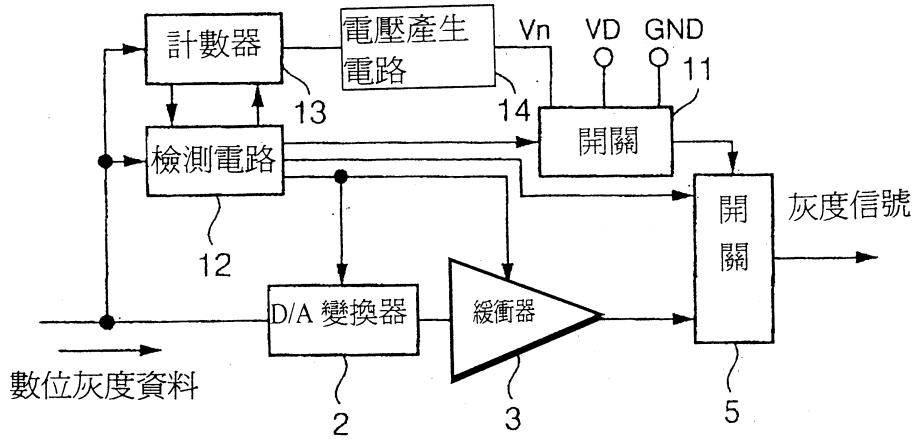 計數器
13
電壓產生
電路
14
Vn
VD
GND
11
開關
檢測電路
12
開
關
5
灰度信號
D/A 變換器
2
緩衝器
3
數位灰度資料